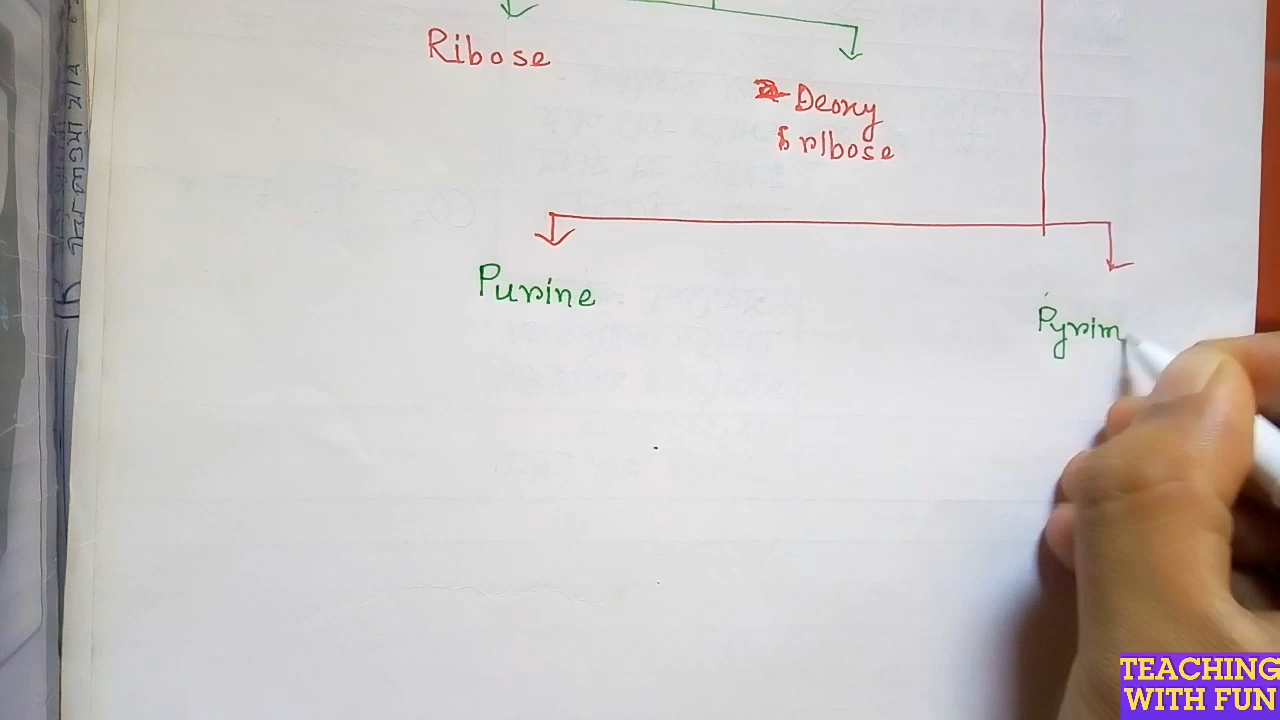 Ribose
Deoxy
ribose
Purine
Pyrim
TEACHING
WITH FUN